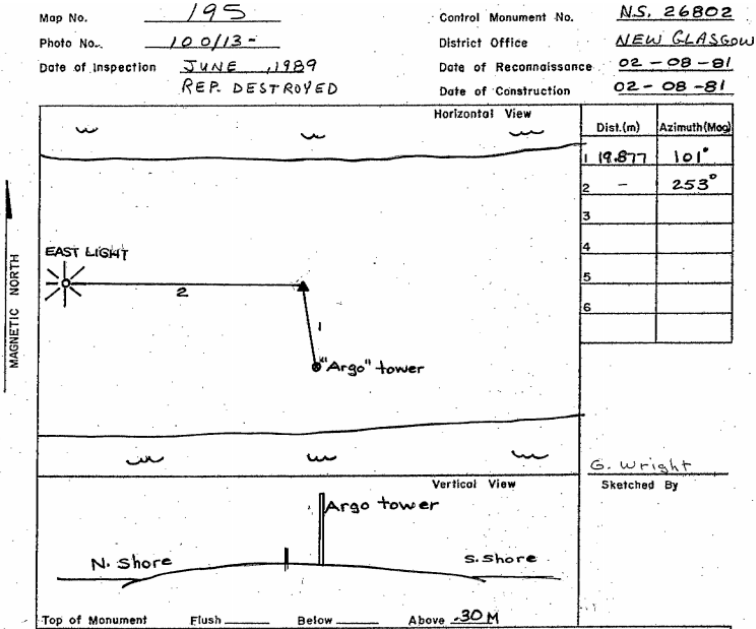 Map No. 195 Control Monument No. N.S. 26802
Photo No. 100/13- District Office NEW GLASGOW
Date of Inspection JUNE ,1989 Date of Reconnaissance 02-08-81
REP. DESTROYED Date of Construction 02-08-81
Horizontal View
Dist.(m) Azimuth(Mag)
1 19.877 101°
2 - 253°
3
4
5
6
MAGNETIC NORTH
EAST LIGHT
2
1
"Argo" tower
G. Wright
Sketched By
Vertical View
Argo tower
N. Shore S. Shore
Top of Monument Flush Below Above .30 M